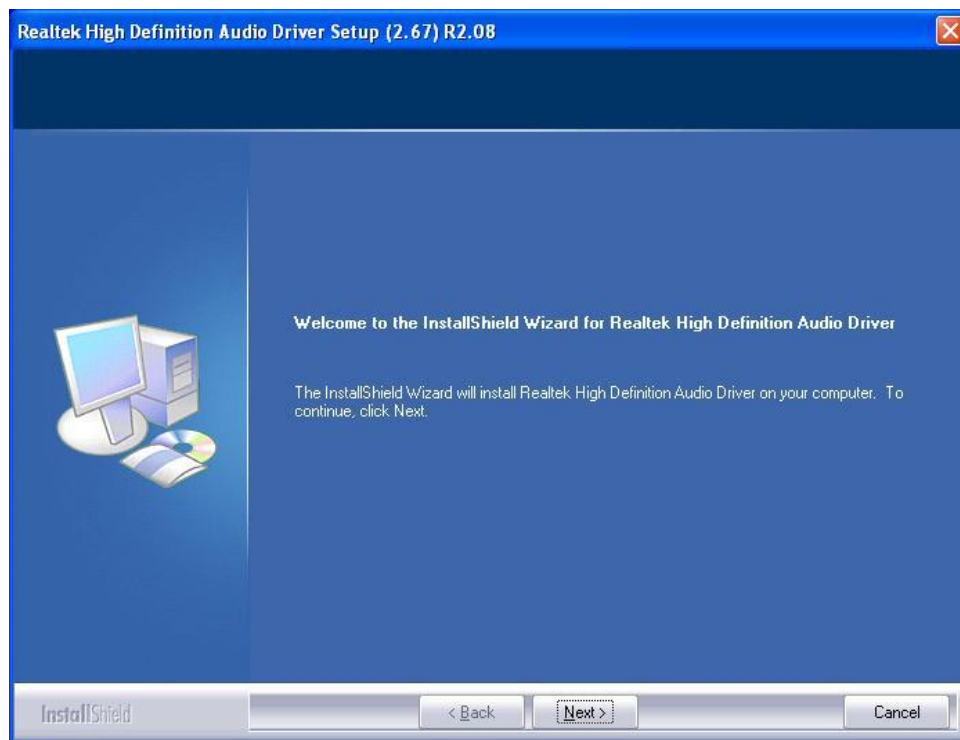 Realtek High Definition Audio Driver Setup (2.67) R2.08
Welcome to the InstallShield Wizard for Realtek High Definition Audio Driver
The InstallShield Wizard will install Realtek High Definition Audio Driver on your computer. To
continue, click Next.
InstallShield
< Back
Next >
Cancel